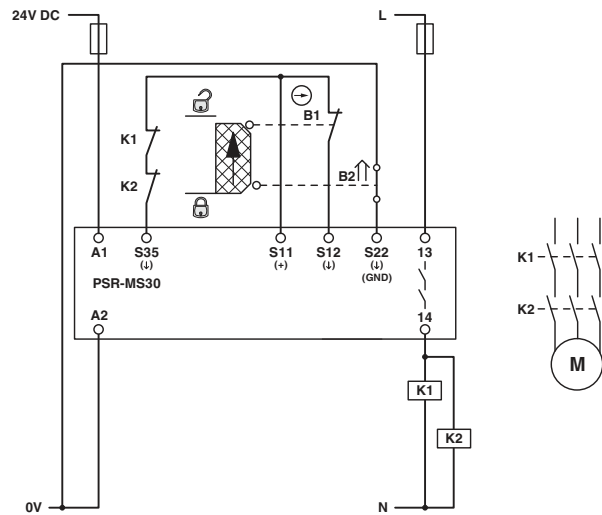 24V DC
L
B1
K1
B2
K2
A1
S35
(↓)
S11
(+)
S12
(↓)
S22
(↓)
(GND)
13
PSR-MS30
A2
14
K1
K2
M
K1
K2
0V
N